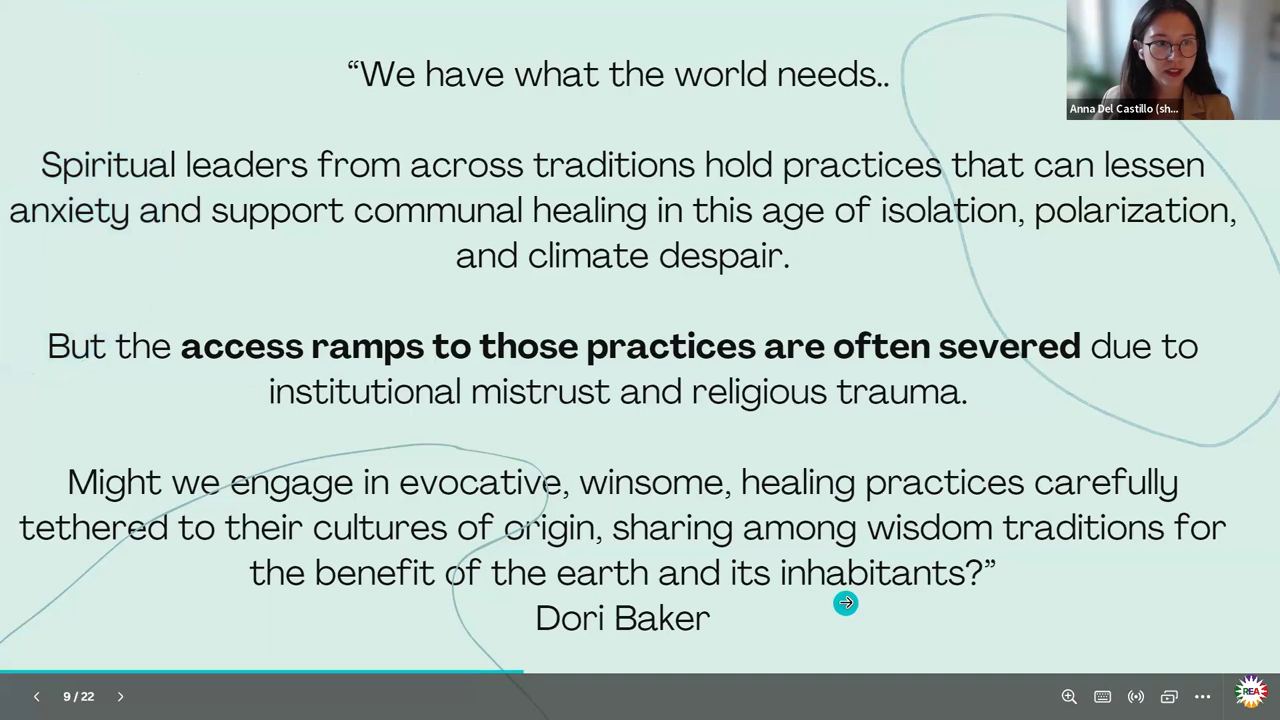 “We have what the world needs..
Anna Del Castillo (sh...
Spiritual leaders from across traditions hold practices that can lessen
anxiety and support communal healing in this age of isolation, polarization,
and climate despair.
But the access ramps to those practices are often severed due to
institutional mistrust and religious trauma.
Might we engage in evocative, winsome, healing practices carefully
tethered to their cultures of origin, sharing among wisdom traditions for
the benefit of the earth and its inhabitants?”
Dori Baker
9 / 22
REA